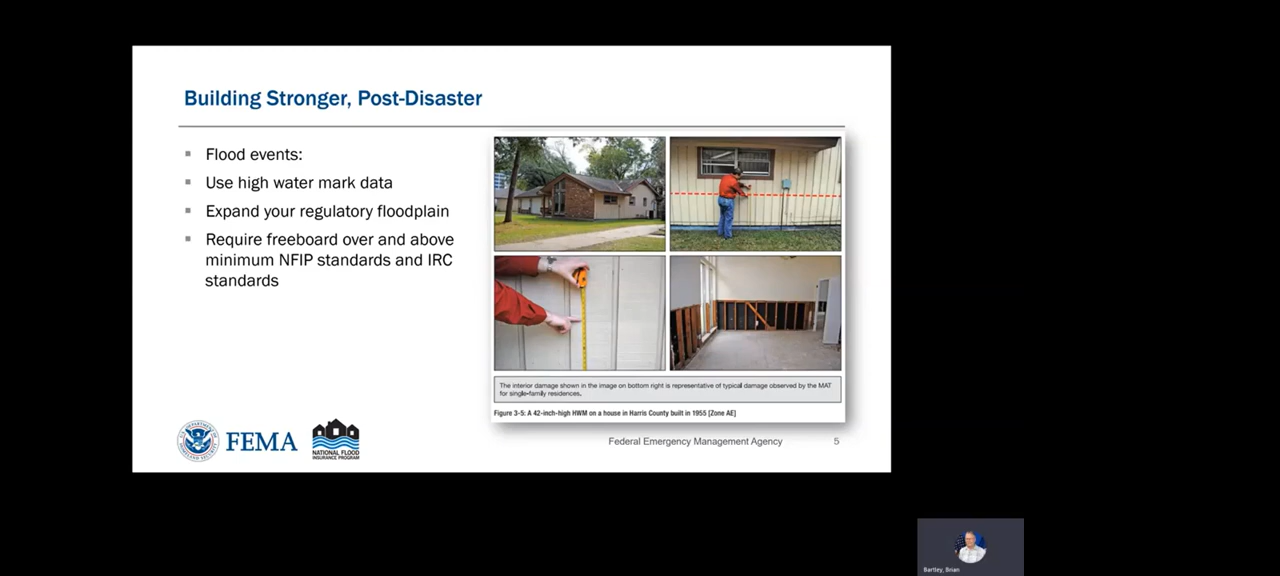 Building Stronger, Post-Disaster
Flood events:
Use high water mark data
Expand your regulatory floodplain
Require freeboard over and above
minimum NFIP standards and IRC
standards
The interior damage shown in the image on bottom right is representative of typical damage observed by the MAT
for single-family residences.
Figure 3-5: A 42-inch-high HWM on a house in Harris County built in 1955 [Zone AE]
FEMA
NATIONAL FLOOD
INSURANCE PROGRAM
Federal Emergency Management Agency
5
Bartley, Brian